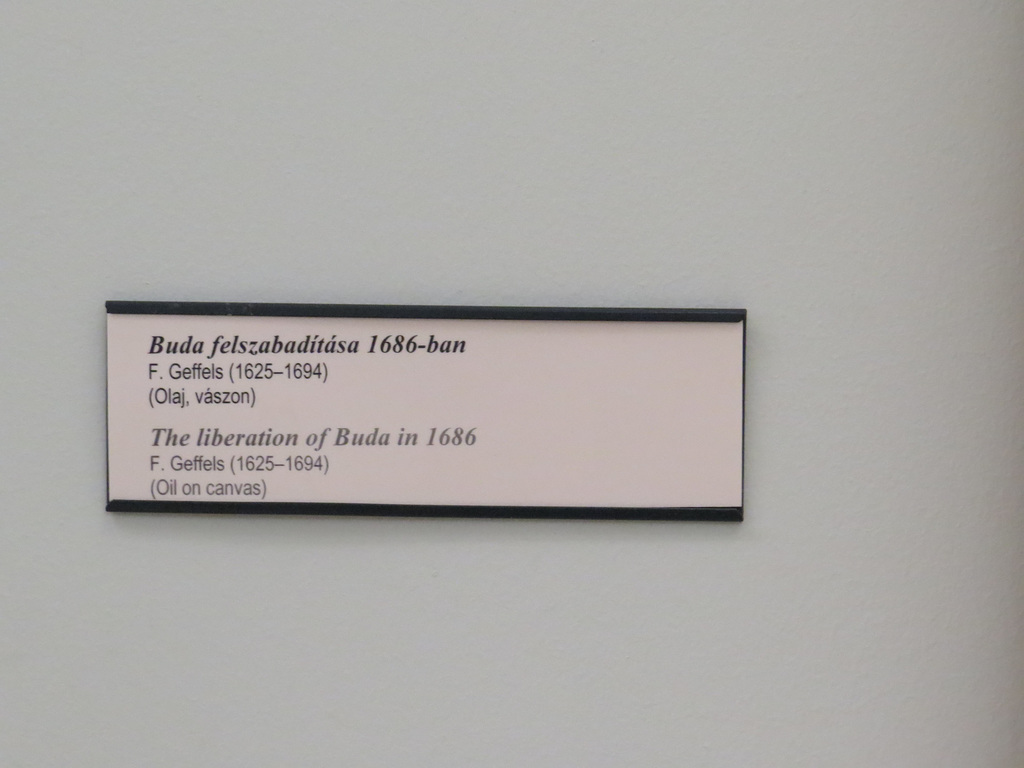 Buda felszabadítása 1686-ban
F. Geffels (1625–1694)
(Olaj, vászon)
The liberation of Buda in 1686
F. Geffels (1625–1694)
(Oil on canvas)